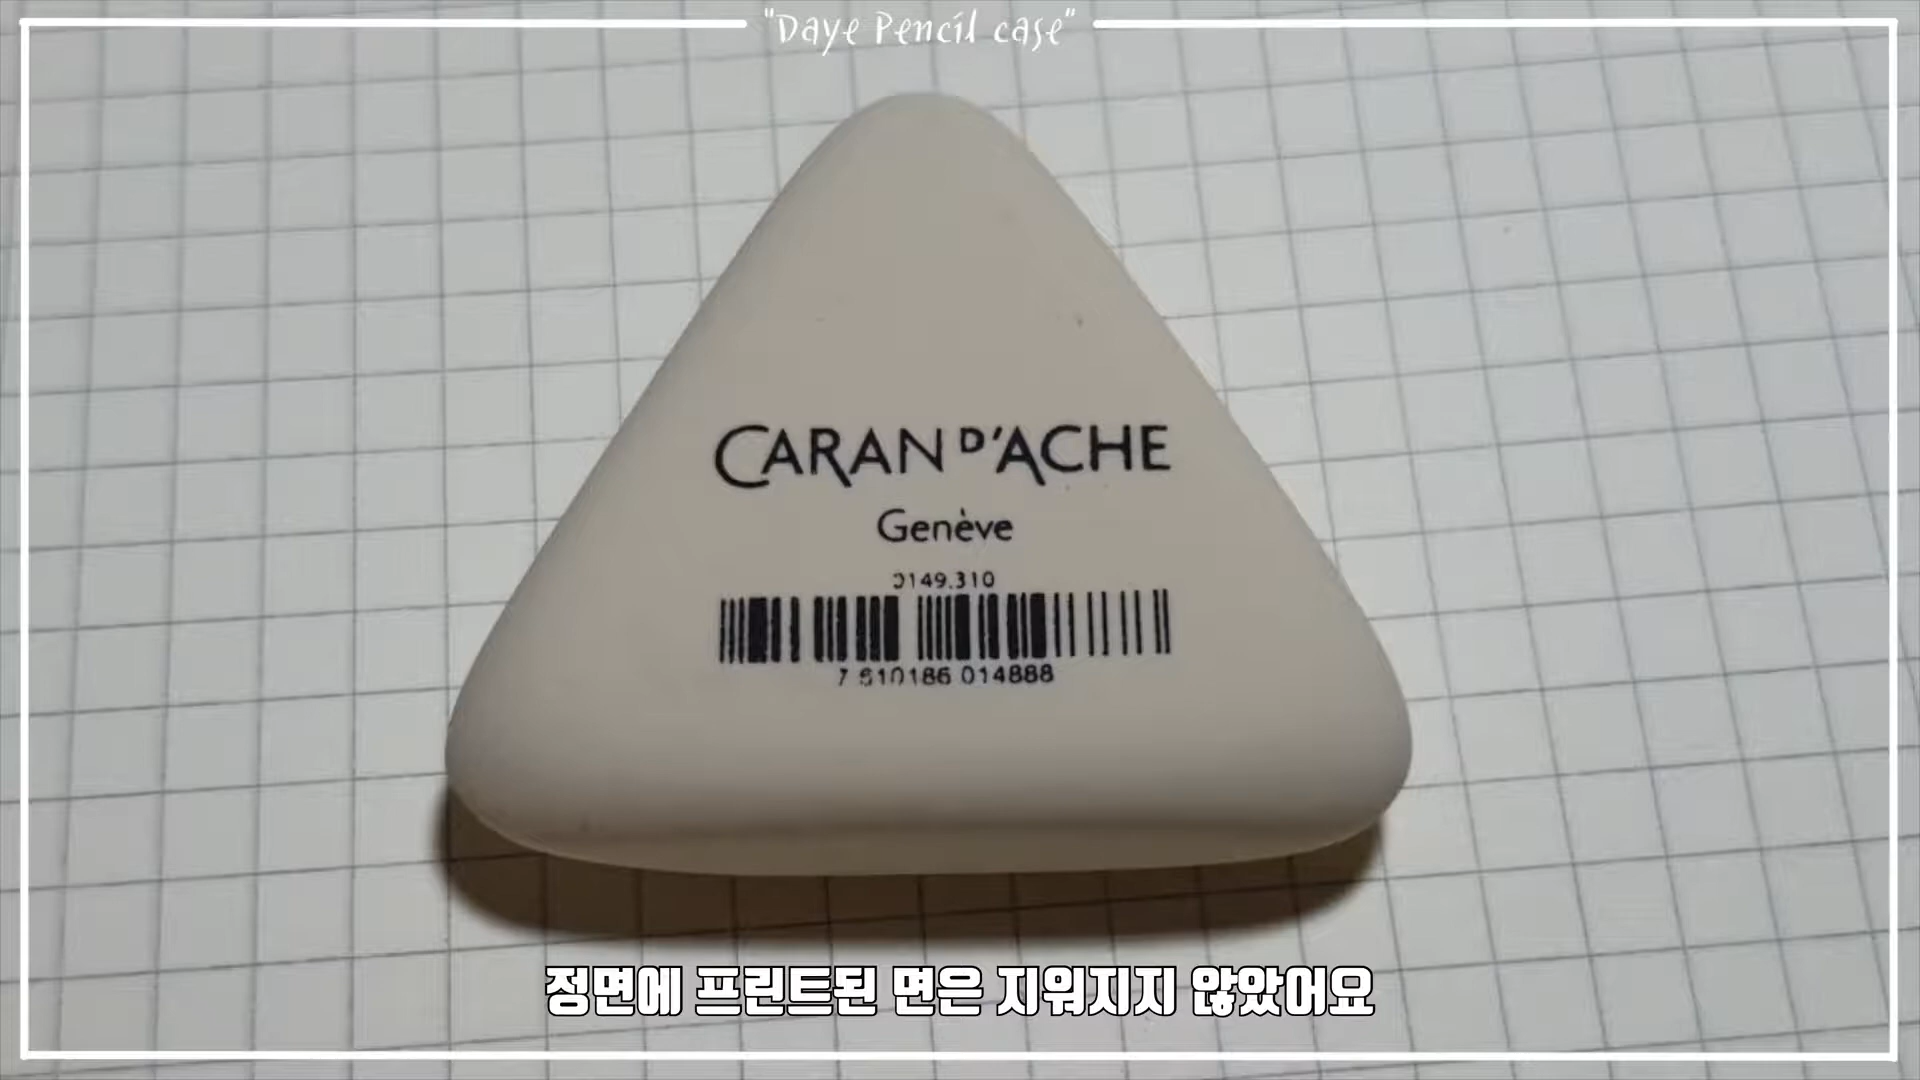 "Daye Pencil case"
CARAN D'ACHE
Genève
0149.310
7 610186 014888
정면에 프린트된 면은 지워지지 않았어요